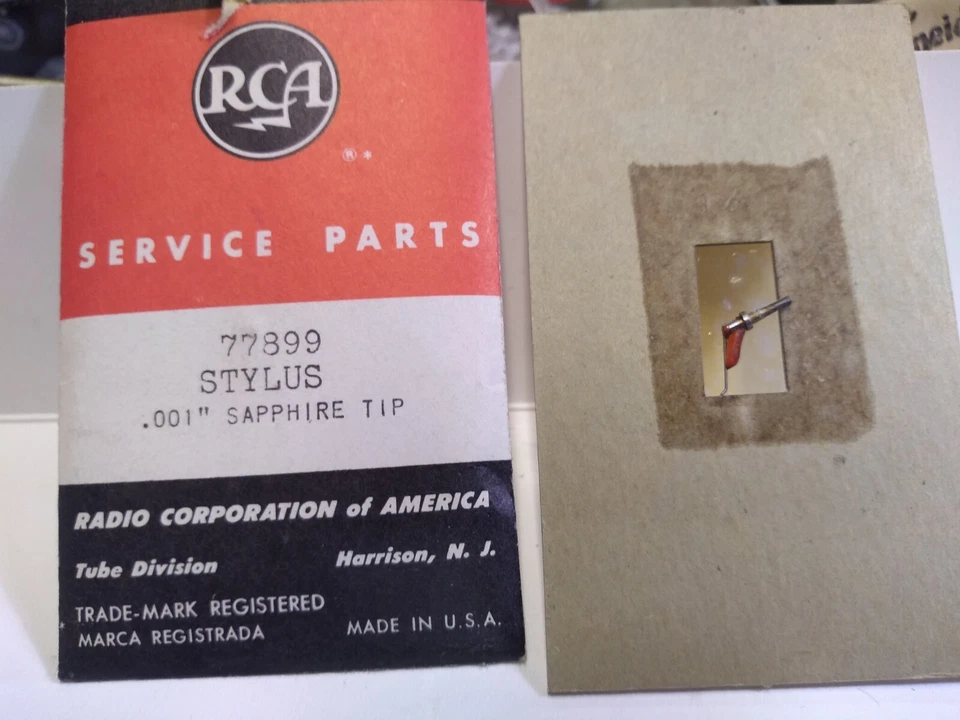 RCA
® *
SERVICE PARTS
77899
STYLUS
.001" SAPPHIRE TIP
RADIO CORPORATION of AMERICA
Tube Division Harrison, N. J.
TRADE-MARK REGISTERED
MARCA REGISTRADA MADE IN U.S.A.